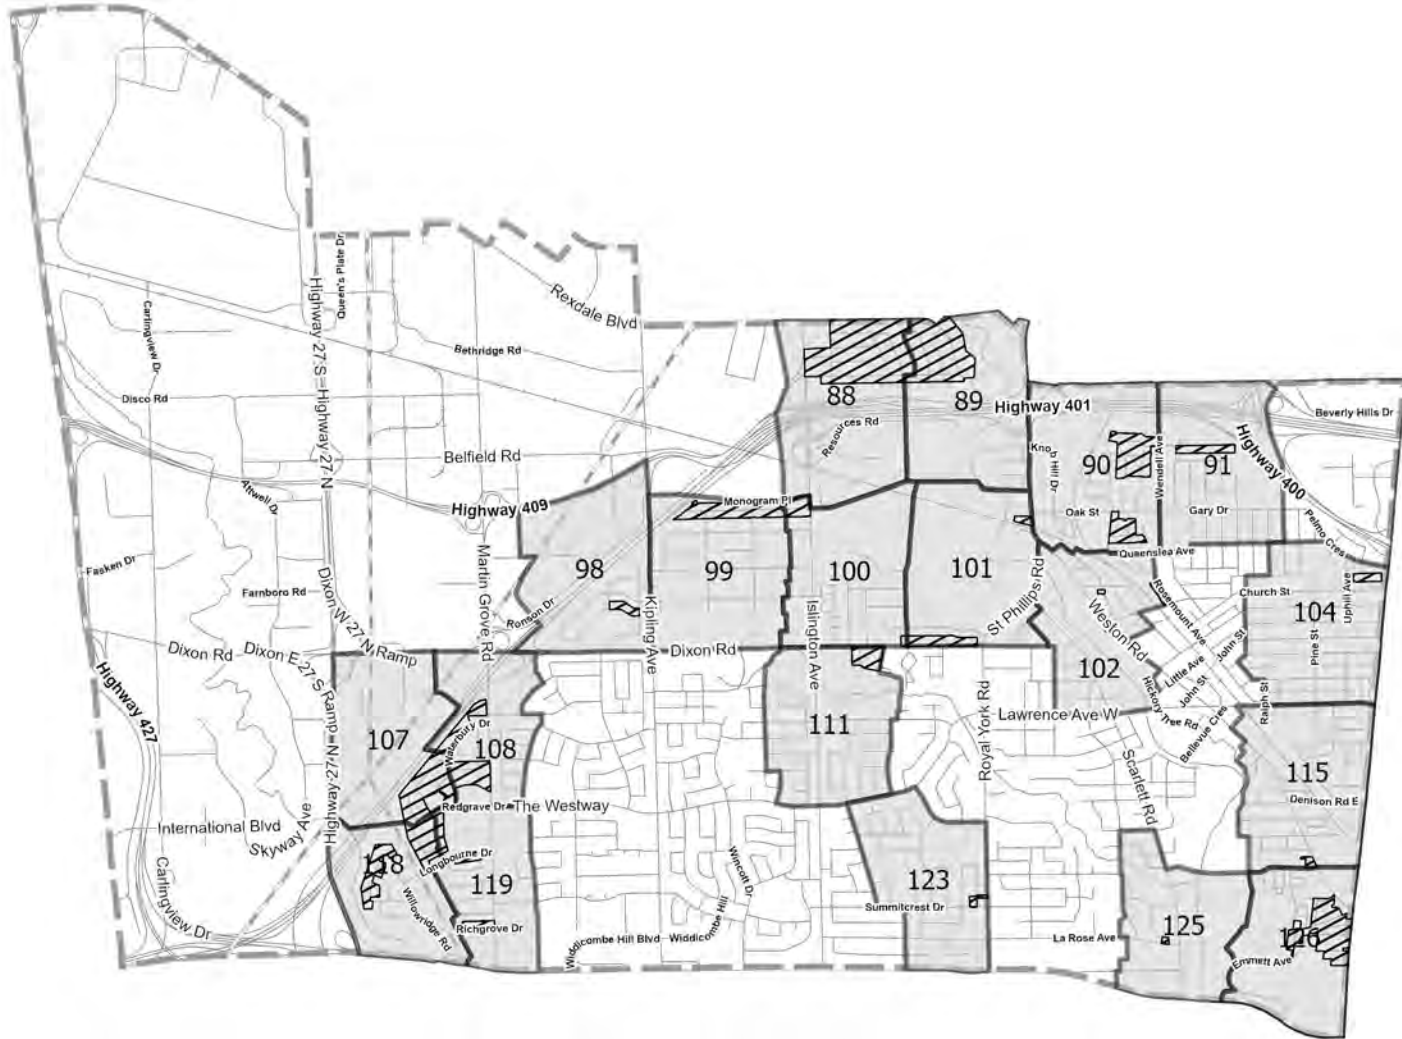 Queen's Plate Dr
Rexdale Blvd
Carlingview Dr
Highway 27 S
Highway 27 N
Bethridge Rd
Disco Rd
88
89
Highway 401
Beverly Hills Dr
Resources Rd
Belfield Rd
Knob Hill Dr
90
Wendell Ave
91
Highway 400
Attwell Dr
Highway 409
Monogram Pl
Oak St
Gary Dr
Pelmo Cres
Queenslea Ave
Fasken Dr
Martin Grove Rd
98
99
100
101
St Phillips Rd
Farnboro Rd
Dixon W 27 N Ramp
Ronson Dr
Kipling Ave
Islington Ave
Weston Rd
Rosemount Ave
Church St
Uphill Ave
104
Dixon Rd
Dixon E 27 S Ramp
Dixon Rd
102
Little Ave
John St
John St
Pine St
Highway 427
Highway 27 N
107
108
Waterbury Dr
111
Royal York Rd
Lawrence Ave W
Hickory Tree Rd
Bellevue Cres
Ralph St
Scarlett Rd
115
Denison Rd E
International Blvd
Skyway Ave
Redgrave Dr
The Westway
118
Longbourne Dr
119
Willowridge Rd
Richgrove Dr
Wincott Dr
123
Summitcrest Dr
Carlingview Dr
Widdicombe Hill Blvd
Widdicombe Hill
La Rose Ave
125
126
Emmett Ave